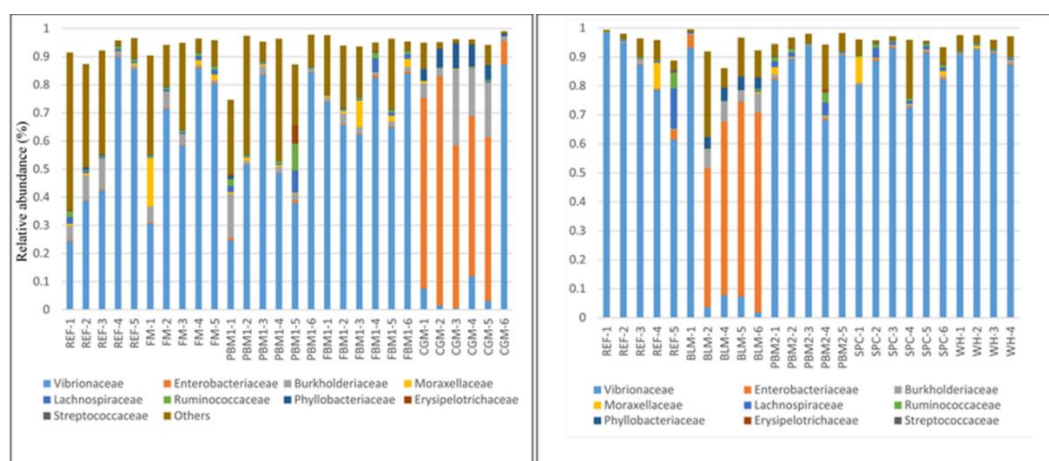 Relative abundance (%)
1
0.9
0.8
0.7
0.6
0.5
0.4
0.3
0.2
0.1
0
REF-1
REF-2
REF-3
REF-4
REF-5
FM-1
FM-2
FM-3
FM-4
FM-5
PBM1-1
PBM1-2
PBM1-3
PBM1-4
PBM1-5
PBM1-6
FBM1-1
FBM1-2
FBM1-3
FBM1-4
FBM1-5
FBM1-6
CGM-1
CGM-2
CGM-3
CGM-4
CGM-5
CGM-6
Vibrionaceae Enterobacteriaceae Burkholderiaceae Moraxellaceae
Lachnospiraceae Ruminococcaceae Phyllobacteriaceae Erysipelotrichaceae
Streptococcaceae Others
1
0.9
0.8
0.7
0.6
0.5
0.4
0.3
0.2
0.1
0
REF-1
REF-2
REF-3
REF-4
REF-5
BLM-1
BLM-2
BLM-4
BLM-5
BLM-6
PBM2-1
PBM2-2
PBM2-3
PBM2-4
PBM2-5
SPC-1
SPC-2
SPC-3
SPC-4
SPC-5
SPC-6
WH-1
WH-2
WH-3
WH-4
Vibrionaceae Enterobacteriaceae Burkholderiaceae
Moraxellaceae Lachnospiraceae Ruminococcaceae
Phyllobacteriaceae Erysipelotrichaceae Streptococcaceae